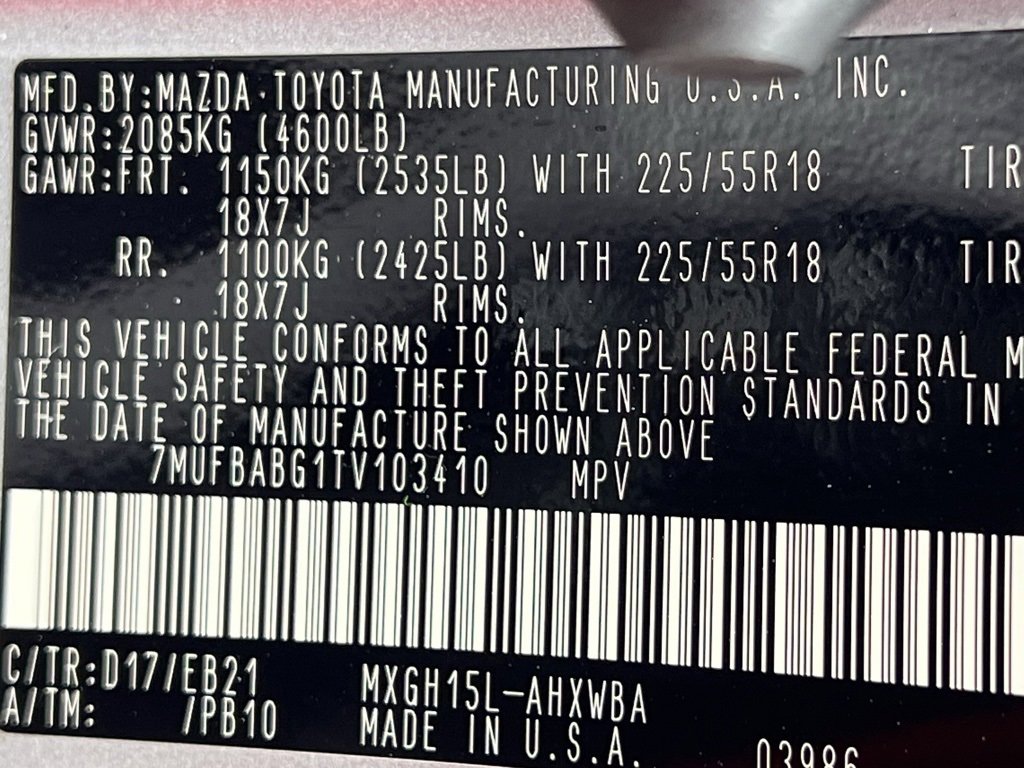 MFD.BY:MAZDA TOYOTA MANUFACTURING U.S.A. INC.
GVWR:2085KG (4600LB)
GAWR:FRT. 1150KG (2535LB) WITH 225/55R18 TIR
18X7J RIMS.
RR. 1100KG (2425LB) WITH 225/55R18 TIR
18X7J RIMS.
THIS VEHICLE CONFORMS TO ALL APPLICABLE FEDERAL M
VEHICLE SAFETY AND THEFT PREVENTION STANDARDS IN
THE DATE OF MANUFACTURE SHOWN ABOVE
7MUFBABG1TV103410 MPV
C/TR:D17/EB21 MXGH15L-AHXWBA
A/TM: /PB10 MADE IN U.S.A. 03986